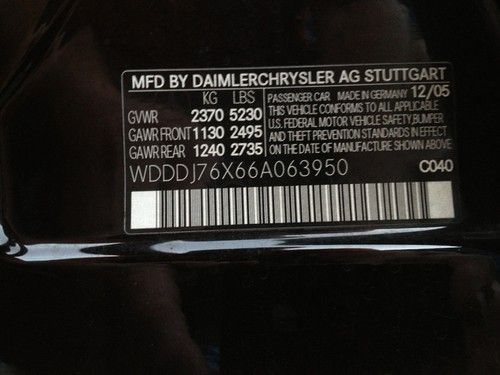 MFD BY DAIMLERCHRYSLER AG STUTTGART
KG LBS
GVWR 2370 5230
GAWR FRONT 1130 2495
GAWR REAR 1240 2735
PASSENGER CAR MADE IN GERMANY 12/05
THIS VEHICLE CONFORMS TO ALL APPLICABLE
U.S. FEDERAL MOTOR VEHICLE SAFETY,BUMPER
AND THEFT PREVENTION STANDARDS IN EFFECT
ON THE DATE OF MANUFACTURE SHOWN ABOVE
WDDDJ76X66A063950 C040